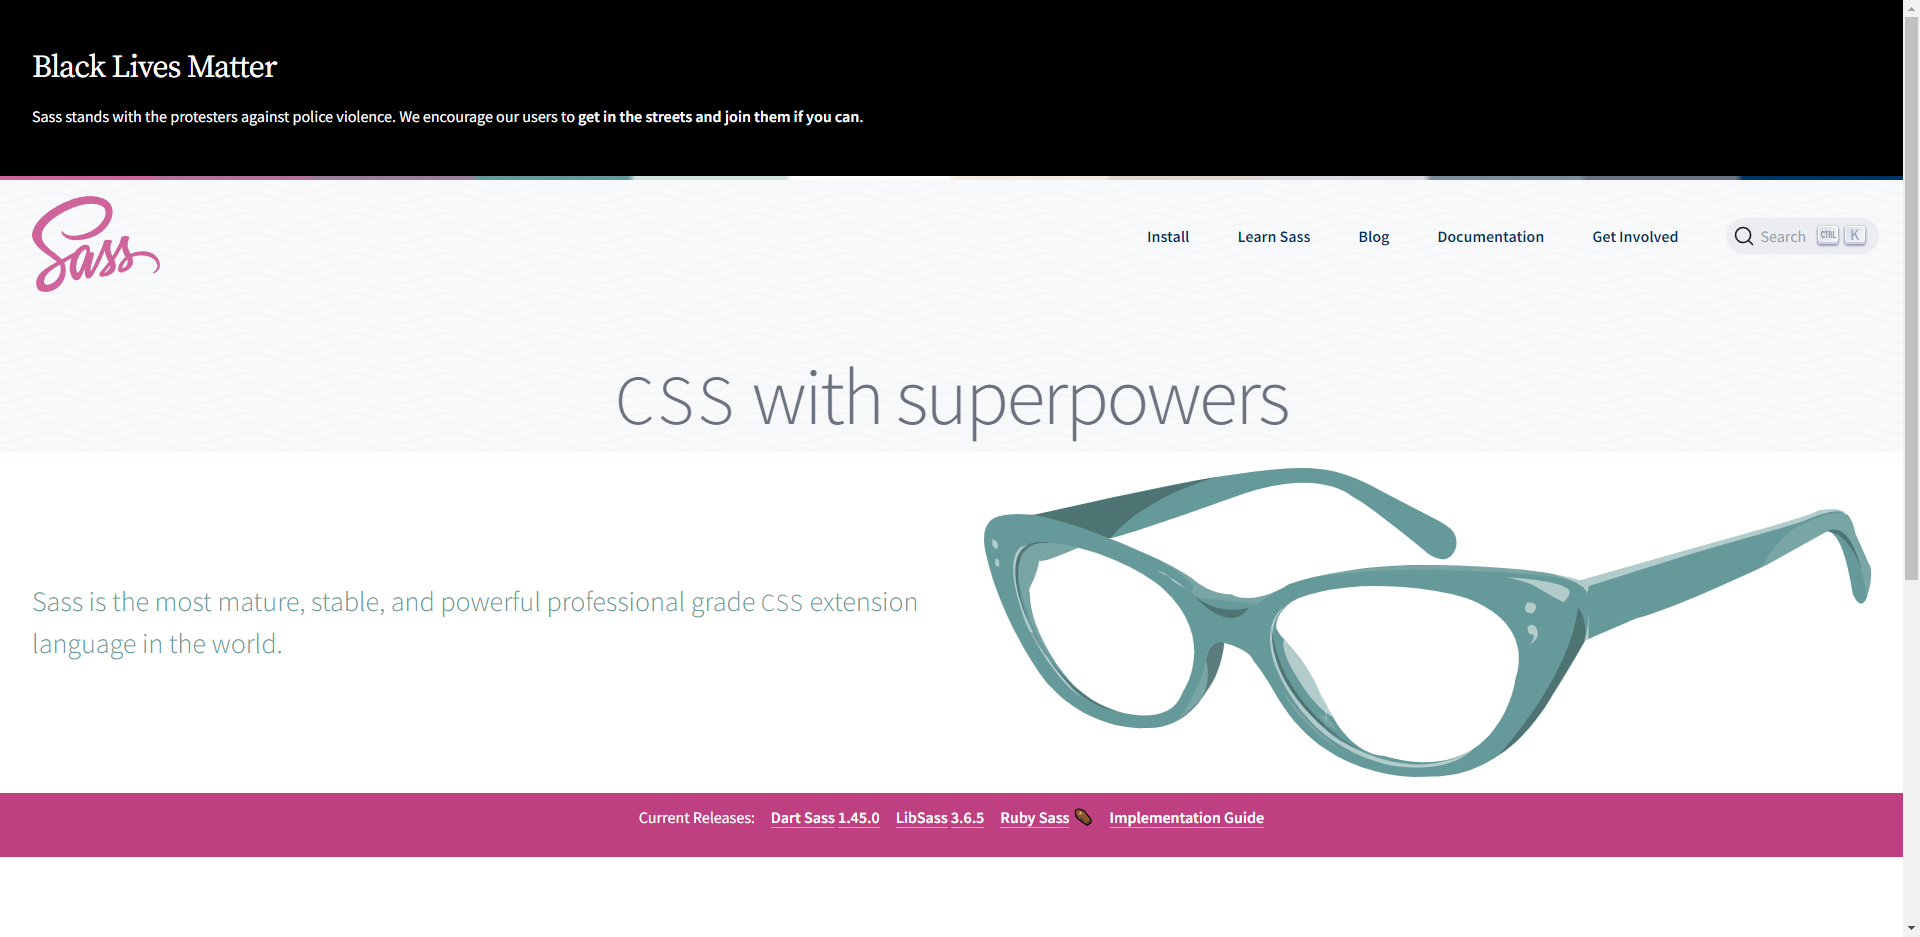 Black Lives Matter
Sass stands with the protesters against police violence. We encourage our users to get in the streets and join them if you can.
Sass
Install Learn Sass Blog Documentation Get Involved Search CTRL K
CSS with superpowers
Sass is the most mature, stable, and powerful professional grade CSS extension
language in the world.
Current Releases: Dart Sass 1.45.0 LibSass 3.6.5 Ruby Sass ⚰️ Implementation Guide